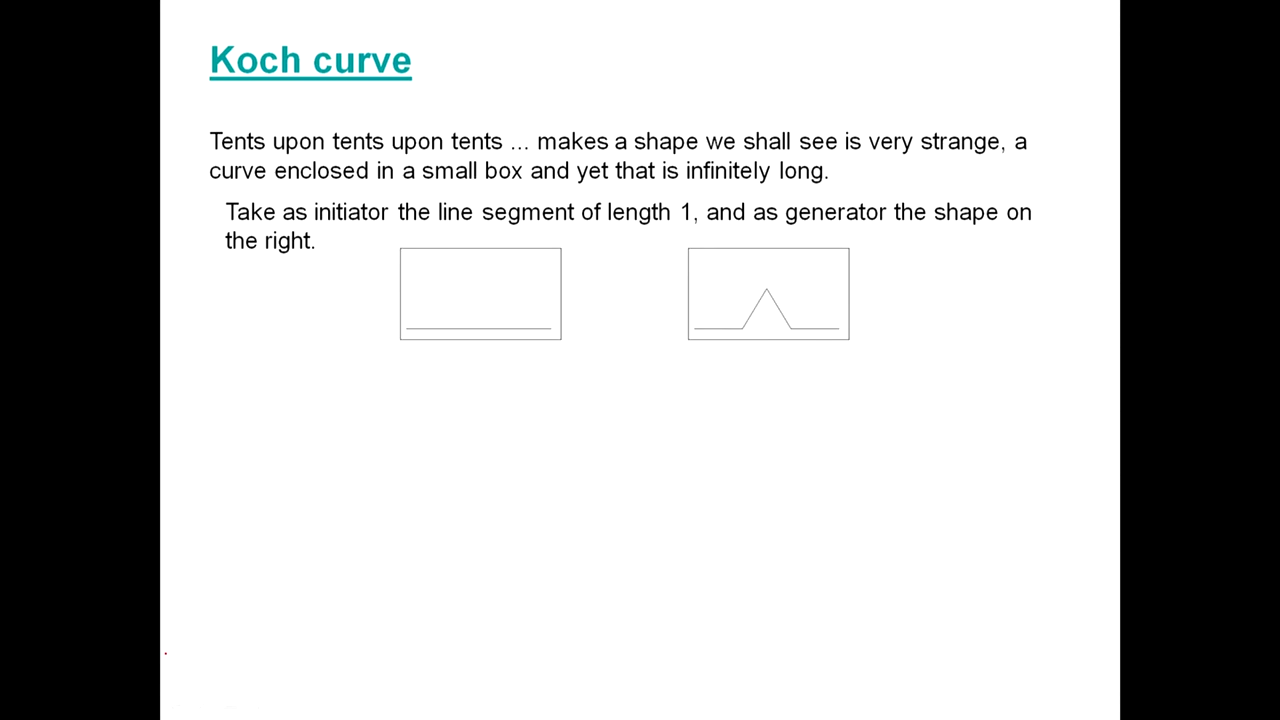 Koch curve
Tents upon tents upon tents ... makes a shape we shall see is very strange, a
curve enclosed in a small box and yet that is infinitely long.
Take as initiator the line segment of length 1, and as generator the shape on
the right.